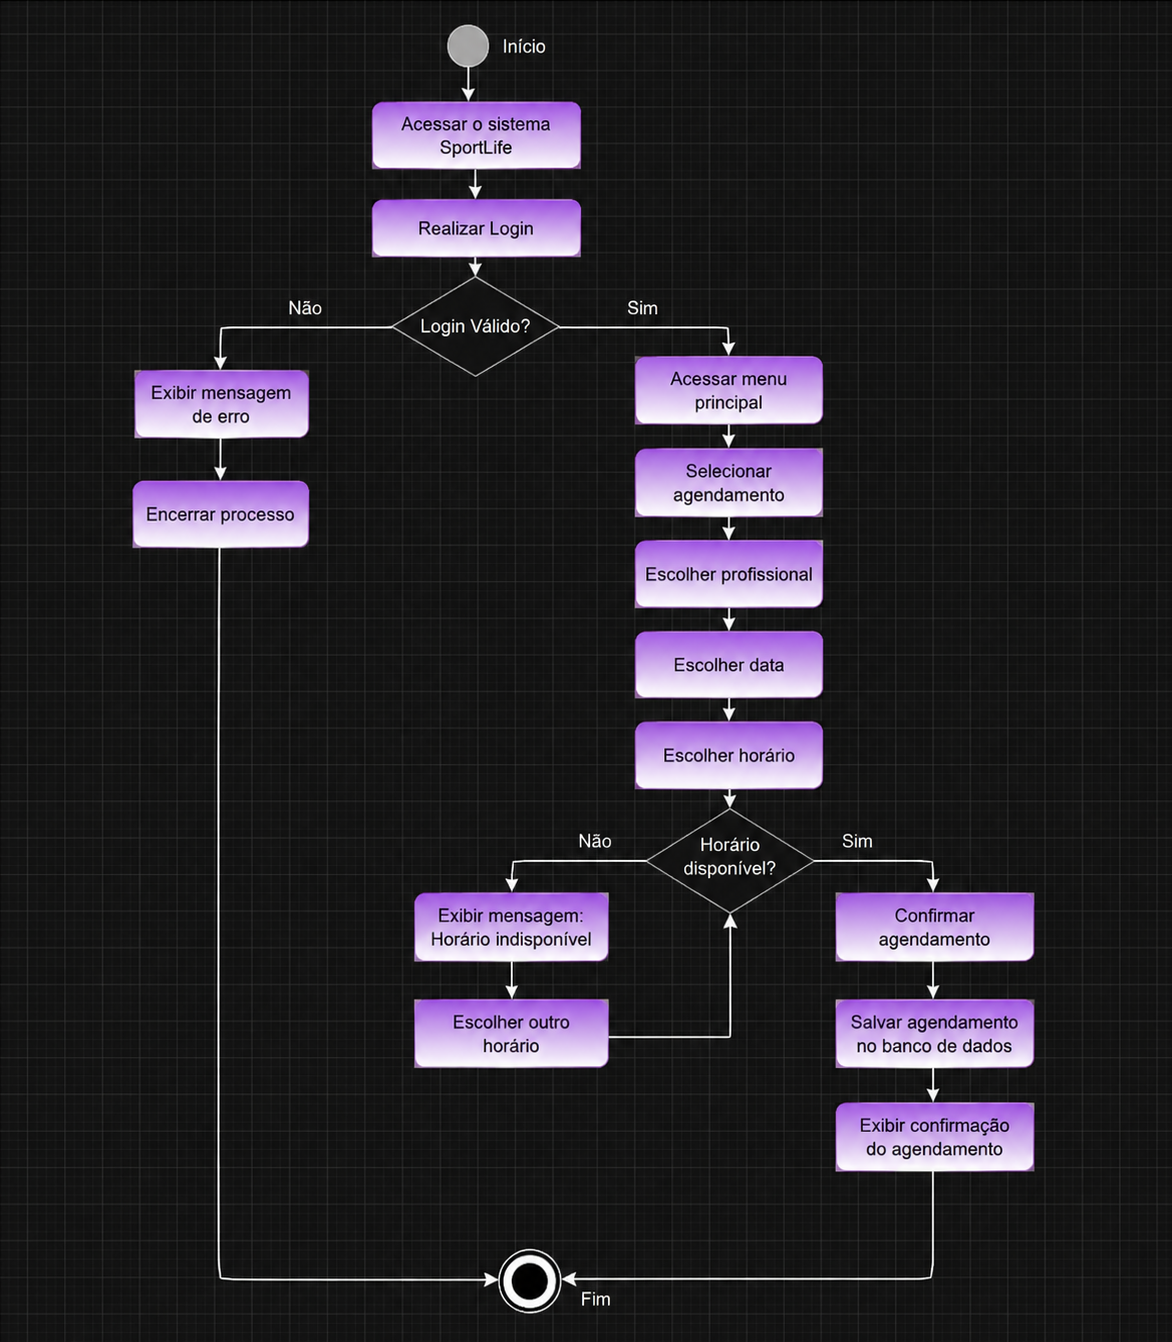 Início
Acessar o sistema
SportLife
Realizar Login
Login Válido?
Não
Sim
Exibir mensagem
de erro
Encerrar processo
Acessar menu
principal
Selecionar
agendamento
Escolher profissional
Escolher data
Escolher horário
Horário
disponível?
Não
Sim
Exibir mensagem:
Horário indisponível
Escolher outro
horário
Confirmar
agendamento
Salvar agendamento
no banco de dados
Exibir confirmação
do agendamento
Fim